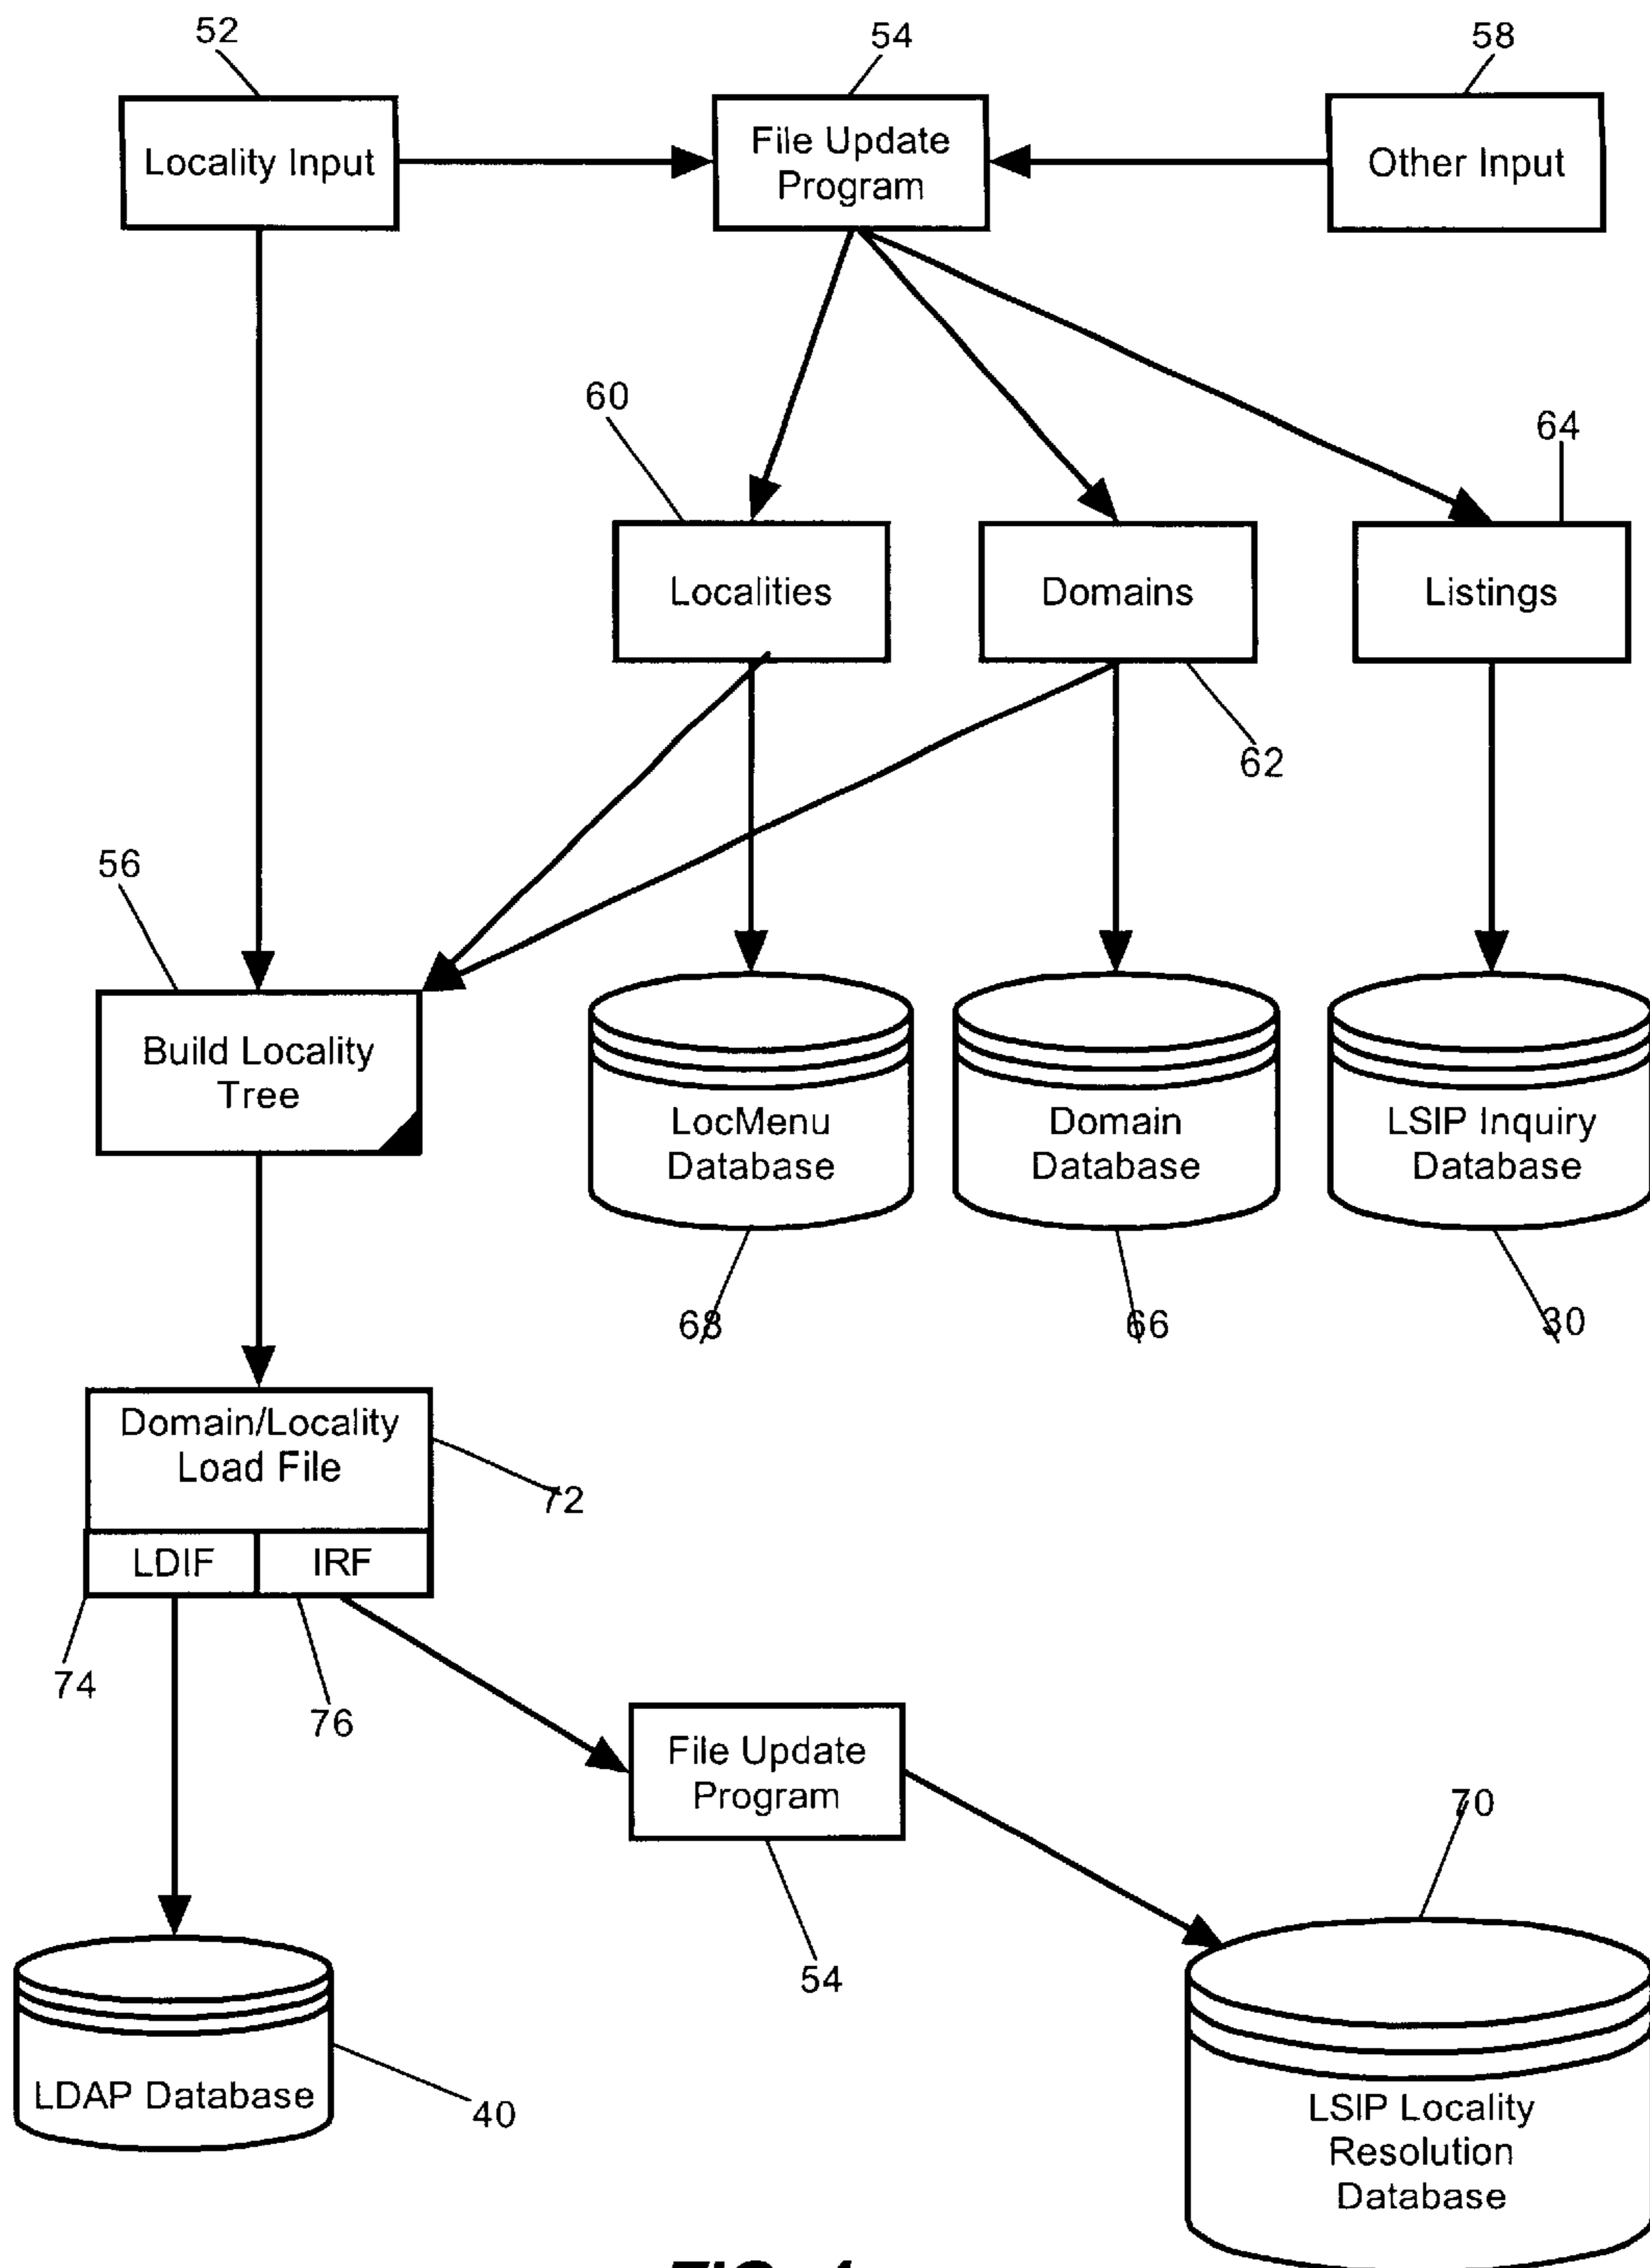 52
54
58
Locality Input
File Update
Program
Other Input
60
64
Localities
Domains
Listings
62
56
Build Locality
Tree
LocMenu
Database
Domain
Database
LSIP Inquiry
Database
68
66
30
Domain/Locality
Load File
72
LDIF
IRF
74
76
File Update
Program
70
54
LDAP Database
40
LSIP Locality
Resolution
Database